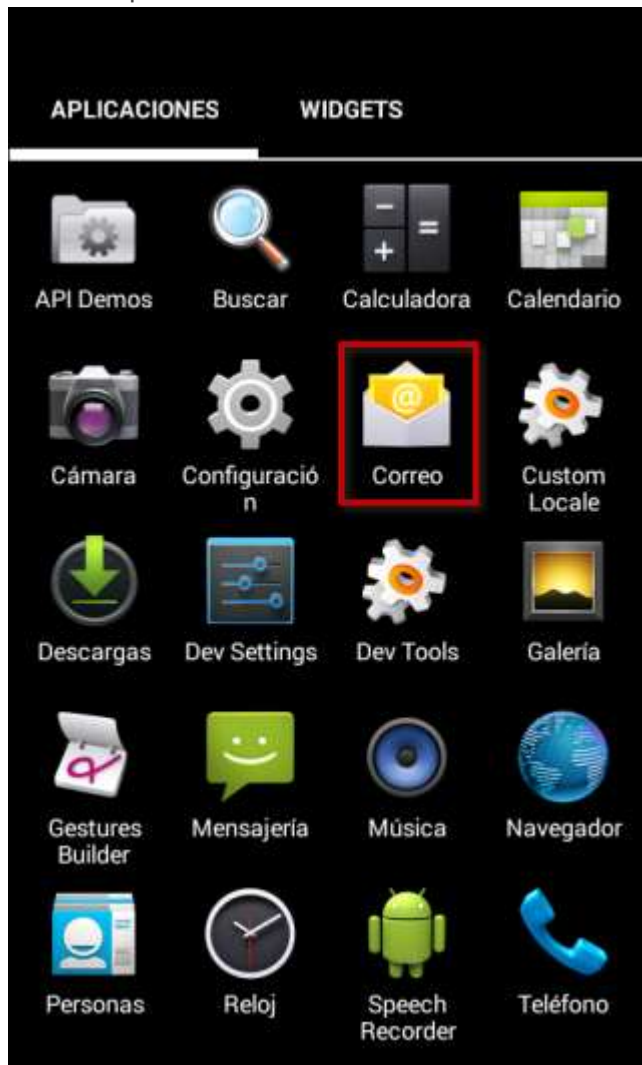 APLICACIONES WIDGETS
API Demos Buscar Calculadora Calendario
@
Cámara Configuració
n Correo Custom
Locale
Descargas Dev Settings Dev Tools Galería
Gestures
Builder Mensajería Música Navegador
Personas Reloj Speech
Recorder Teléfono